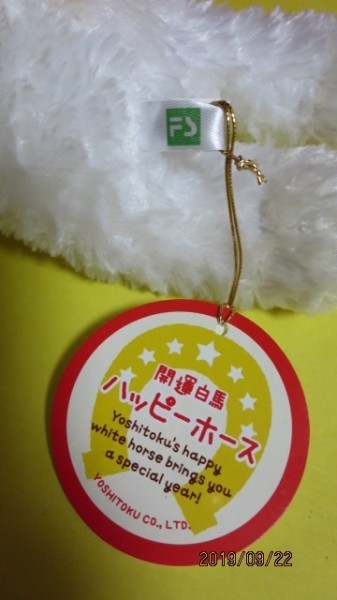 FS
開運白馬
ハッピーホース
Yoshitoku's happy
white horse brings you
a special year!
YOSHITOKU CO., LTD.
2019/09/22